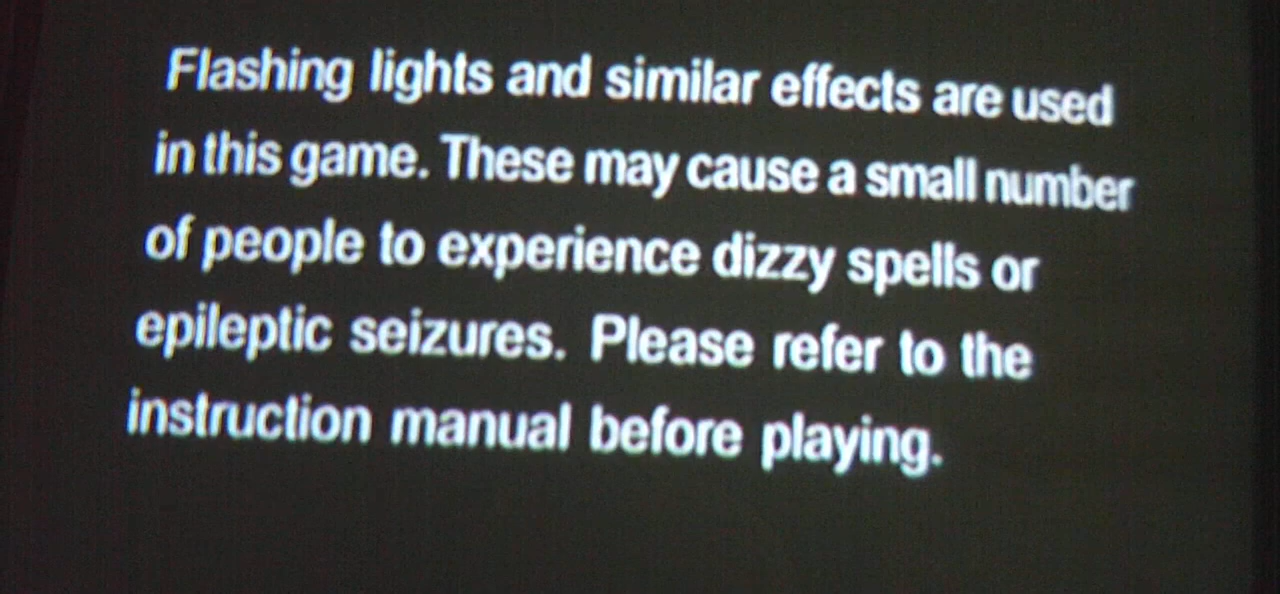 Flashing lights and similar effects are used
in this game. These may cause a small number
of people to experience dizzy spells or
epileptic seizures. Please refer to the
instruction manual before playing.